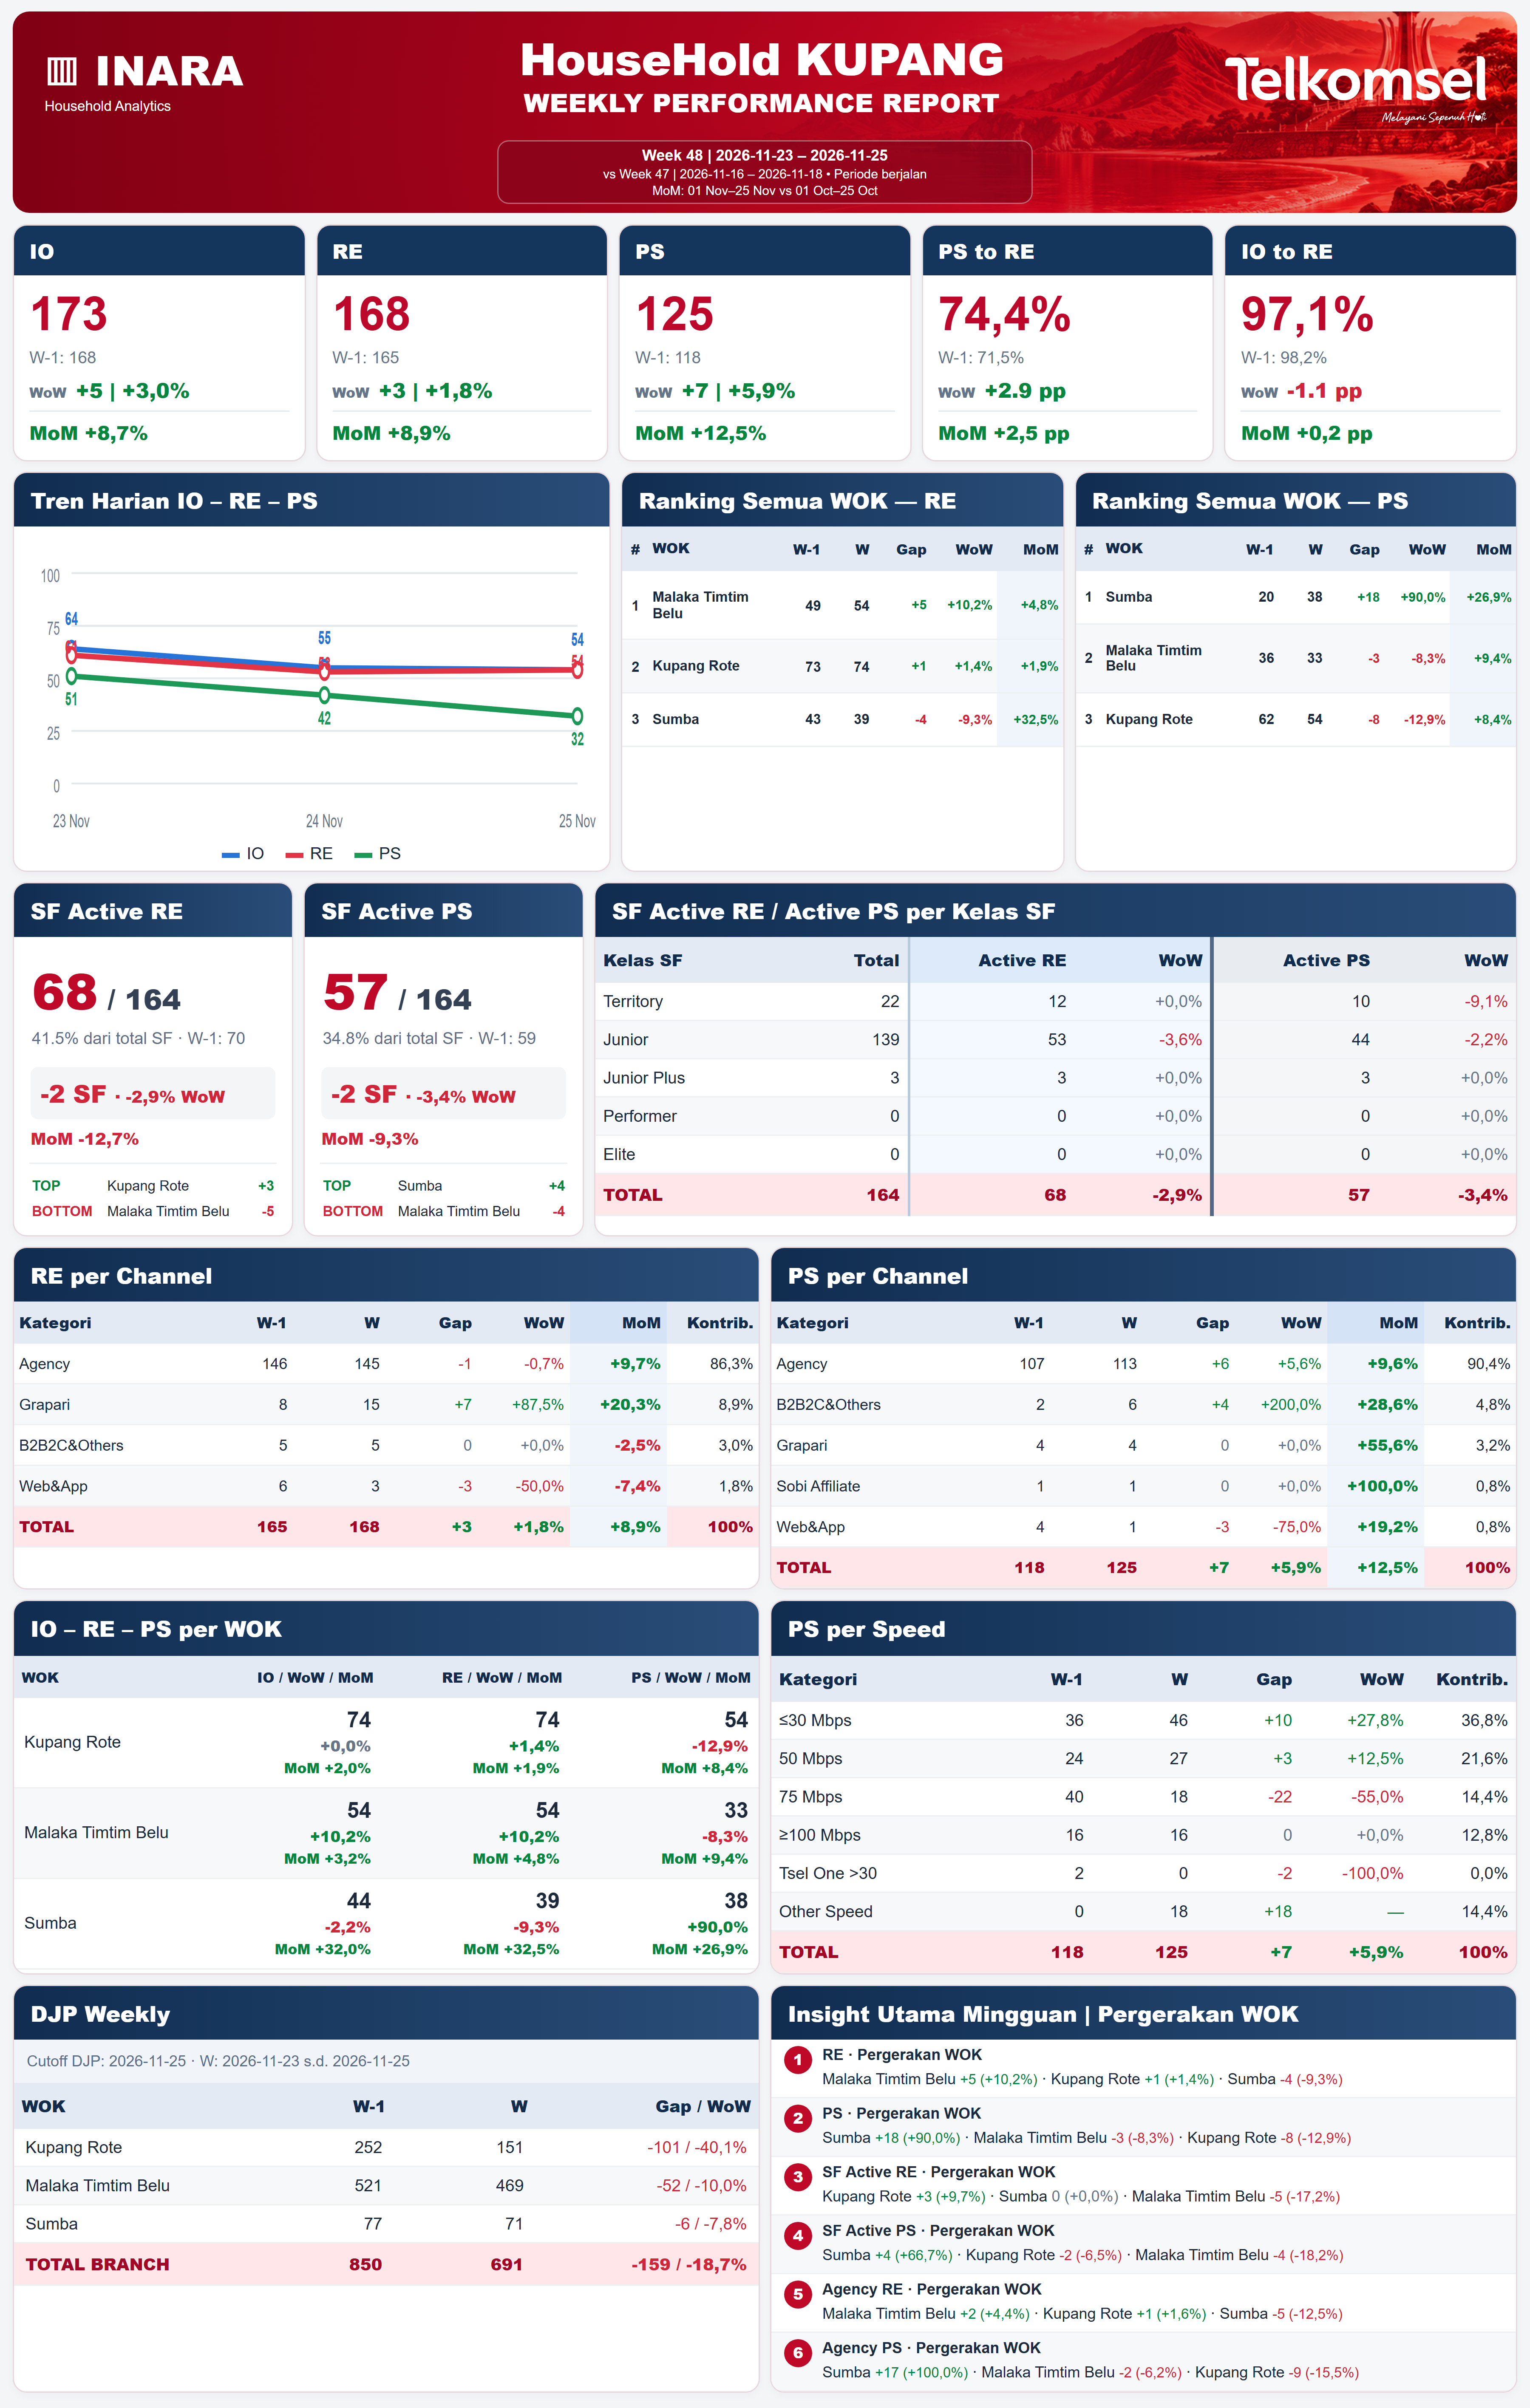 INARA
Household Analytics
HouseHold KUPANG
WEEKLY PERFORMANCE REPORT
Week 48 | 2026-11-23 – 2026-11-25
vs Week 47 | 2026-11-16 – 2026-11-18 • Periode berjalan
MoM: 01 Nov–25 Nov vs 01 Oct–25 Oct
Telkomsel
Melayani Sepenuh Hati
IO
173
W-1: 168
WoW +5 | +3,0%
MoM +8,7%
RE
168
W-1: 165
WoW +3 | +1,8%
MoM +8,9%
PS
125
W-1: 118
WoW +7 | +5,9%
MoM +12,5%
PS to RE
74,4%
W-1: 71,5%
WoW +2.9 pp
MoM +2,5 pp
IO to RE
97,1%
W-1: 98,2%
WoW -1.1 pp
MoM +0,2 pp
Tren Harian IO – RE – PS
100
75
50
25
0
64
55
54
54
51
42
32
23 Nov 24 Nov 25 Nov
IO RE PS
Ranking Semua WOK — RE
# WOK W-1 W Gap WoW MoM
1 Malaka Timtim Belu 49 54 +5 +10,2% +4,8%
2 Kupang Rote 73 74 +1 +1,4% +1,9%
3 Sumba 43 39 -4 -9,3% +32,5%
Ranking Semua WOK — PS
# WOK W-1 W Gap WoW MoM
1 Sumba 20 38 +18 +90,0% +26,9%
2 Malaka Timtim Belu 36 33 -3 -8,3% +9,4%
3 Kupang Rote 62 54 -8 -12,9% +8,4%
SF Active RE
68 / 164
41.5% dari total SF · W-1: 70
-2 SF · -2,9% WoW
MoM -12,7%
TOP Kupang Rote +3
BOTTOM Malaka Timtim Belu -5
SF Active PS
57 / 164
34.8% dari total SF · W-1: 59
-2 SF · -3,4% WoW
MoM -9,3%
TOP Sumba +4
BOTTOM Malaka Timtim Belu -4
SF Active RE / Active PS per Kelas SF
Kelas SF Total Active RE WoW Active PS WoW
Territory 22 12 +0,0% 10 -9,1%
Junior 139 53 -3,6% 44 -2,2%
Junior Plus 3 3 +0,0% 3 +0,0%
Performer 0 0 +0,0% 0 +0,0%
Elite 0 0 +0,0% 0 +0,0%
TOTAL 164 68 -2,9% 57 -3,4%
RE per Channel
Kategori W-1 W Gap WoW MoM Kontrib.
Agency 146 145 -1 -0,7% +9,7% 86,3%
Grapari 8 15 +7 +87,5% +20,3% 8,9%
B2B2C&Others 5 5 0 +0,0% -2,5% 3,0%
Web&App 6 3 -3 -50,0% -7,4% 1,8%
TOTAL 165 168 +3 +1,8% +8,9% 100%
PS per Channel
Kategori W-1 W Gap WoW MoM Kontrib.
Agency 107 113 +6 +5,6% +9,6% 90,4%
B2B2C&Others 2 6 +4 +200,0% +28,6% 4,8%
Grapari 4 4 0 +0,0% +55,6% 3,2%
Sobi Affiliate 1 1 0 +0,0% +100,0% 0,8%
Web&App 4 1 -3 -75,0% +19,2% 0,8%
TOTAL 118 125 +7 +5,9% +12,5% 100%
IO – RE – PS per WOK
WOK IO / WoW / MoM RE / WoW / MoM PS / WoW / MoM
74 74 54
Kupang Rote +0,0% +1,4% -12,9%
MoM +2,0% MoM +1,9% MoM +8,4%
54 54 33
Malaka Timtim Belu +10,2% +10,2% -8,3%
MoM +3,2% MoM +4,8% MoM +9,4%
44 39 38
Sumba -2,2% -9,3% +90,0%
MoM +32,0% MoM +32,5% MoM +26,9%
PS per Speed
Kategori W-1 W Gap WoW Kontrib.
≤30 Mbps 36 46 +10 +27,8% 36,8%
50 Mbps 24 27 +3 +12,5% 21,6%
75 Mbps 40 18 -22 -55,0% 14,4%
≥100 Mbps 16 16 0 +0,0% 12,8%
Tsel One >30 2 0 -2 -100,0% 0,0%
Other Speed 0 18 +18 — 14,4%
TOTAL 118 125 +7 +5,9% 100%
DJP Weekly
Cutoff DJP: 2026-11-25 · W: 2026-11-23 s.d. 2026-11-25
WOK W-1 W Gap / WoW
Kupang Rote 252 151 -101 / -40,1%
Malaka Timtim Belu 521 469 -52 / -10,0%
Sumba 77 71 -6 / -7,8%
TOTAL BRANCH 850 691 -159 / -18,7%
Insight Utama Mingguan | Pergerakan WOK
1 RE · Pergerakan WOK
Malaka Timtim Belu +5 (+10,2%) · Kupang Rote +1 (+1,4%) · Sumba -4 (-9,3%)
2 PS · Pergerakan WOK
Sumba +18 (+90,0%) · Malaka Timtim Belu -3 (-8,3%) · Kupang Rote -8 (-12,9%)
3 SF Active RE · Pergerakan WOK
Kupang Rote +3 (+9,7%) · Sumba 0 (+0,0%) · Malaka Timtim Belu -5 (-17,2%)
4 SF Active PS · Pergerakan WOK
Sumba +4 (+66,7%) · Kupang Rote -2 (-6,5%) · Malaka Timtim Belu -4 (-18,2%)
5 Agency RE · Pergerakan WOK
Malaka Timtim Belu +2 (+4,4%) · Kupang Rote +1 (+1,6%) · Sumba -5 (-12,5%)
6 Agency PS · Pergerakan WOK
Sumba +17 (+100,0%) · Malaka Timtim Belu -2 (-6,2%) · Kupang Rote -9 (-15,5%)